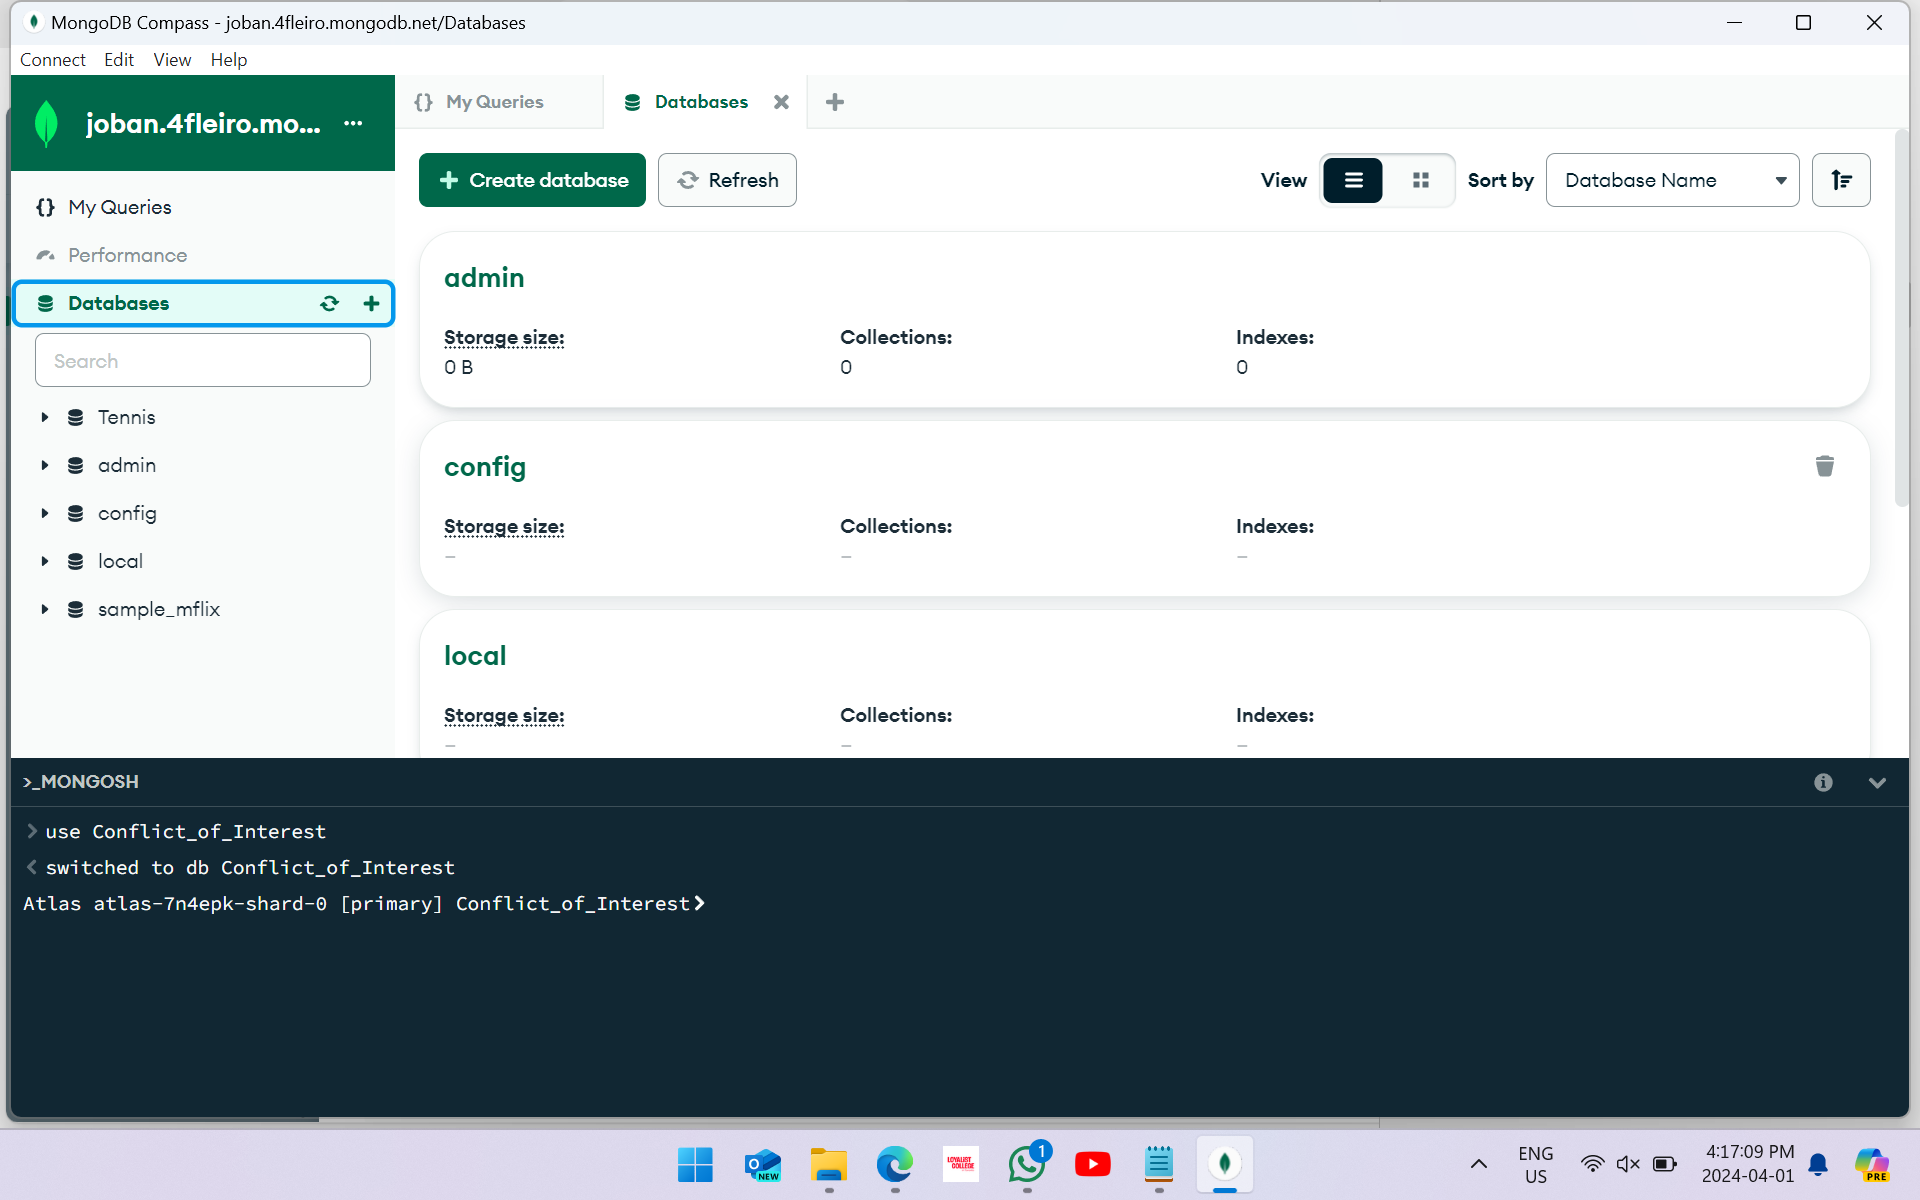 MongoDB Compass - joban.4fleiro.mongodb.net/Databases
Connect Edit View Help
joban.4fleiro.mo... ...
{} My Queries
Databases
{} My Queries
Performance
Databases
Search
Tennis
admin
config
local
sample_mflix
Create database
Refresh
View
Sort by
Database Name
admin
Storage size: Collections: Indexes:
0 B 0 0
config
Storage size: Collections: Indexes:
– – –
local
Storage size: Collections: Indexes:
– – –
>_MONGOSH
> use Conflict_of_Interest
< switched to db Conflict_of_Interest
Atlas atlas-7n4epk-shard-0 [primary] Conflict_of_Interest>
NEW
LOYALIST
COLLEGE
1
ENG
US
4:17:09 PM
2024-04-01
PRE